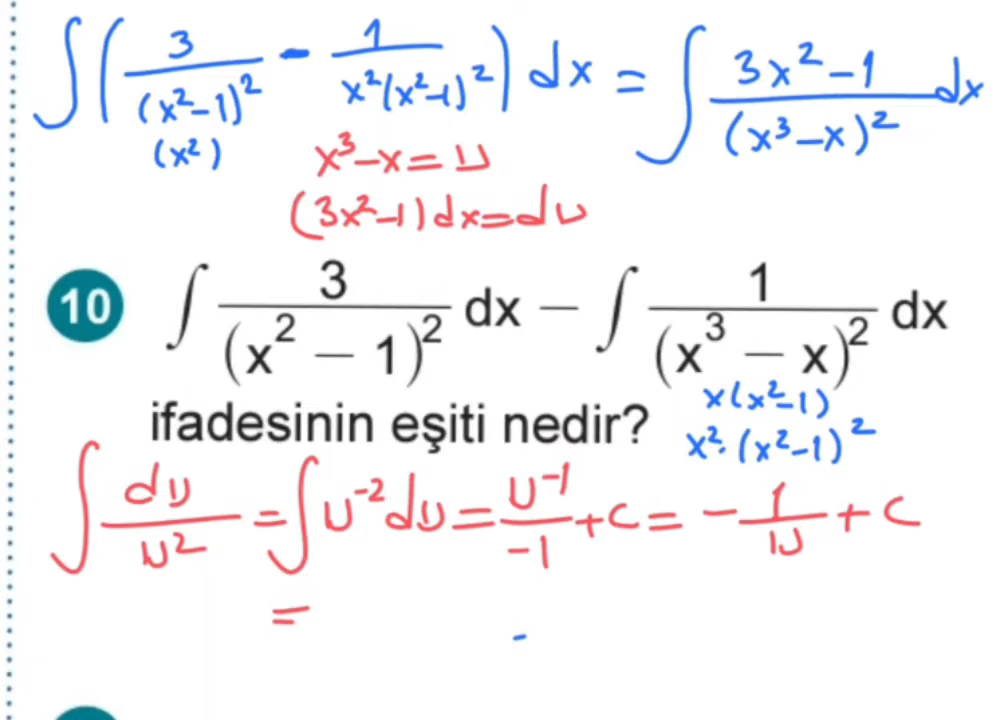 ∫(3/(x²-1)² - 1/x²(x²-1)²) dx = ∫ 3x²-1/(x³-x)² dx
(x²)
x³-x=u
(3x²-1)dx=du
10 ∫ 3/(x² - 1)² dx - ∫ 1/(x³ - x)² dx
ifadesinin eşiti nedir?
x(x²-1)
x².(x²-1)²
∫ du/u² = ∫u⁻²du = u⁻¹/-1 + c = -1/u + c
=
-